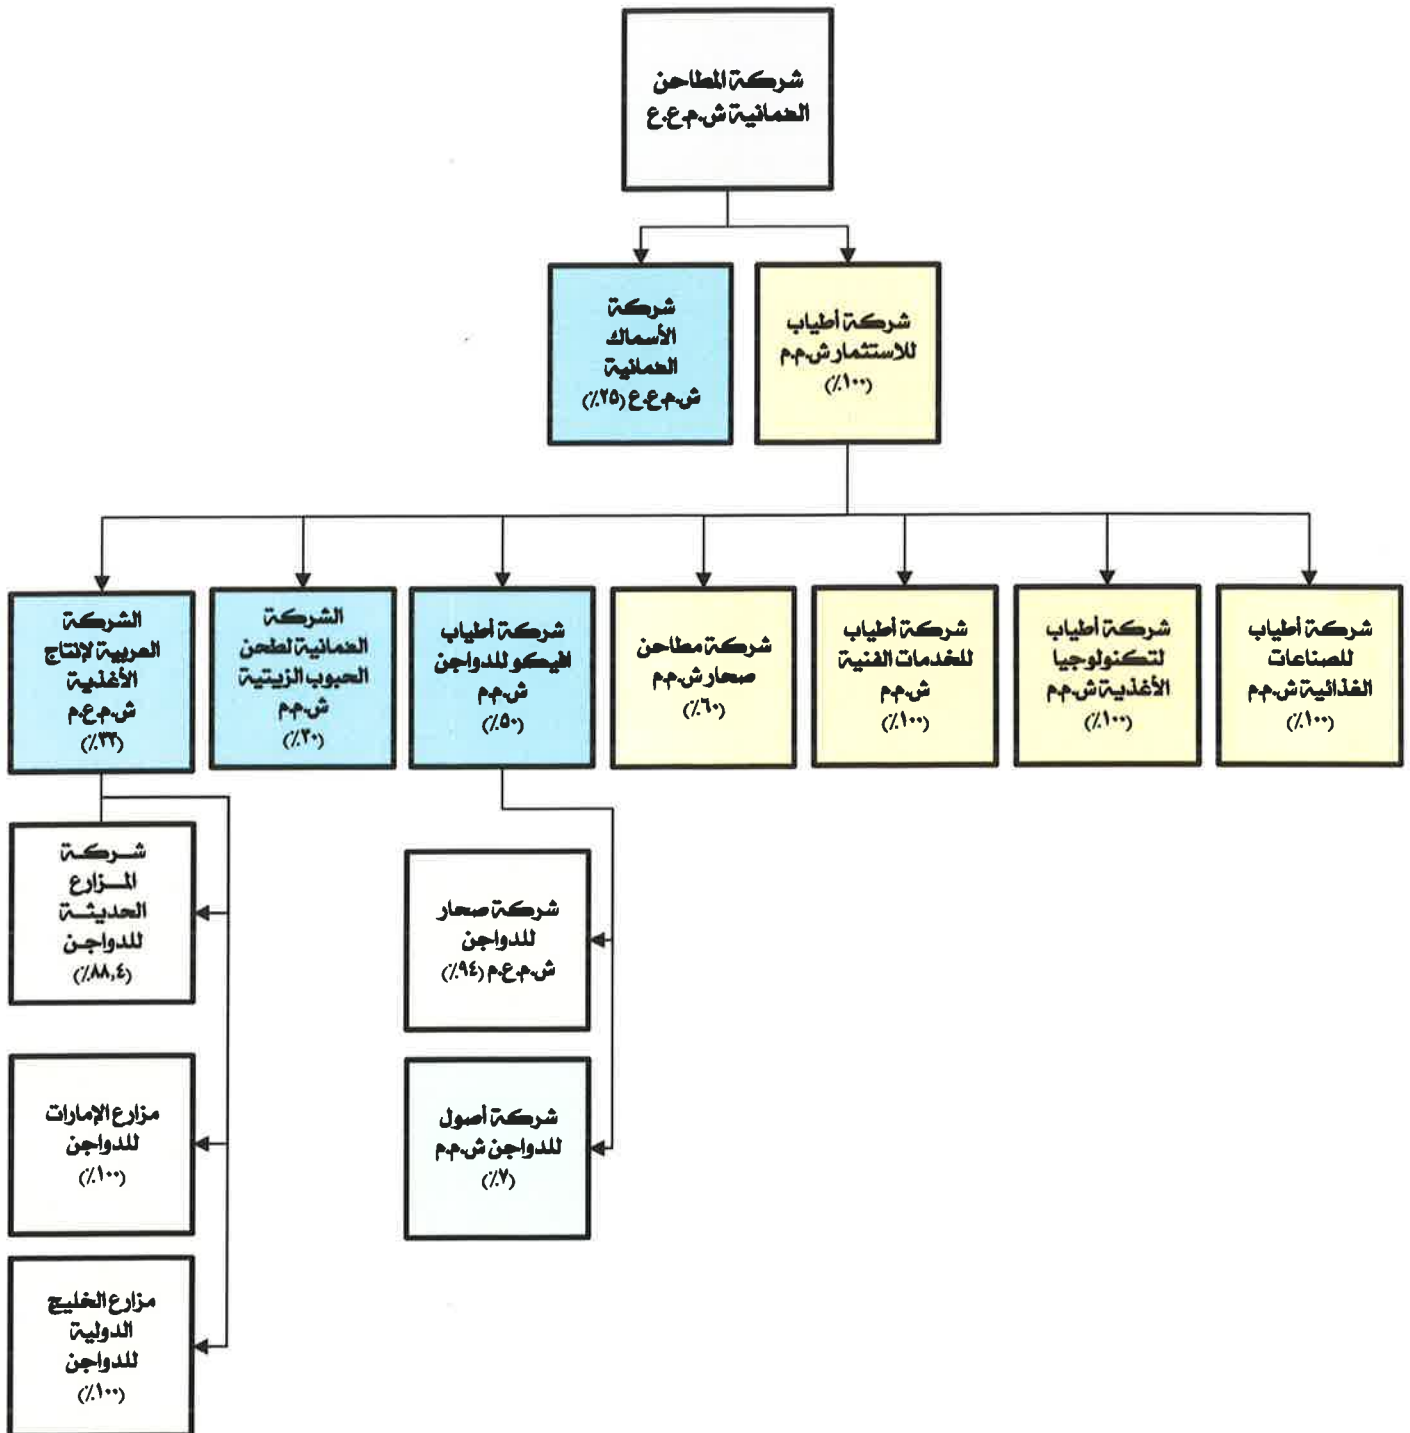 شركة المطاحن
العمانية ش.م.ع.ع
شركة أطياب
للاستثمار ش.م.م
(٪١٠٠)
شركة
الأسماك
العمانية
ش.م.ع.ع (٪٢٥)
شركة أطياب
للصناعات
الغذائية ش.م.م
(٪١٠٠)
شركة أطياب
لتكنولوجيا
الأغذية ش.م.م
(٪١٠٠)
شركة أطياب
للخدمات الفنية
ش.م.م
(٪١٠٠)
شركة مطاحن
صحار ش.م.م
(٪٦٠)
شركة أطياب
افيكو للدواجن
ش.م.م
(٪٥٠)
الشركة
العمانية لطحن
الحبوب الزيتية
ش.م.م
(٪٢٠)
الشركة
العربية لإنتاج
الأغذية
ش.م.ع.م
شركة صحار
للدواجن
ش.م.ع.م (٪٩٤)
شركة أصول
للدواجن ش.م.م
(٪٧)
شركة
المزارع
الحديثة
للدواجن
(٪٨٨,٤)
مزارع الإمارات
للدواجن
(٪١٠٠)
مزارع الخليج
الدولية
للدواجن
(٪١٠٠)